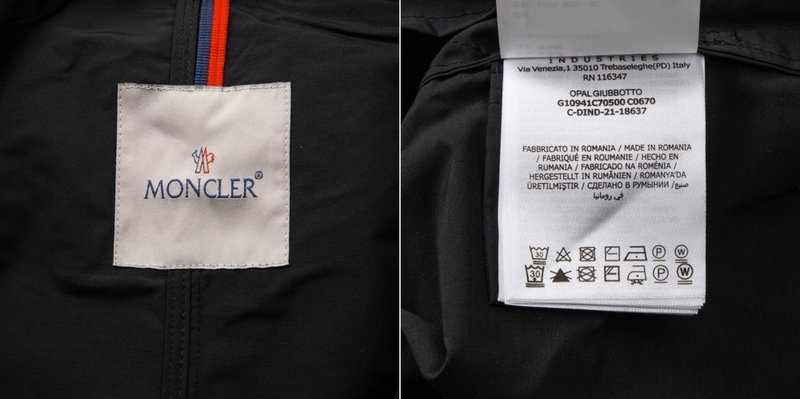 MONCLER
INDUSTRIES
Via Venezia,1 35010 Trebaseleghe(PD) Italy
RN 116347
OPAL GIUBBOTTO
G10941C70500 C0670
C-DIND-21-18637
FABBRICATO IN ROMANIA / MADE IN ROMANIA
/ FABRIQUÉ EN ROUMANIE / HECHO EN
RUMANIA / FABRICADO NA ROMÉNIA /
HERGESTELLT IN RUMÄNIEN / ROMANYA'DA
ÜRETILMIŞTIR / СДЕЛАНО В РУМЫНИИ /صنع
في رومانيا
30 P W
30 P W